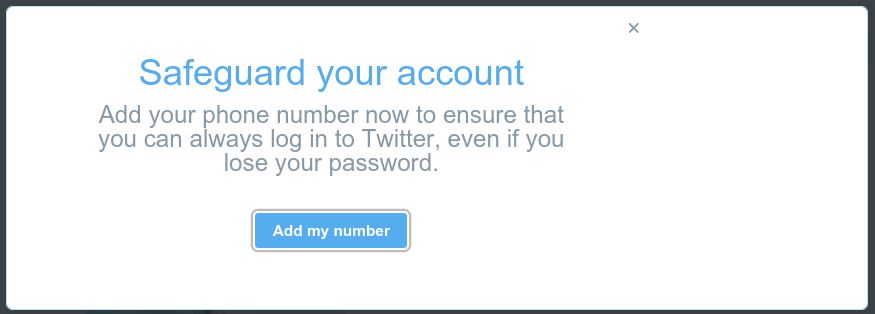 ×
Safeguard your account
Add your phone number now to ensure that
you can always log in to Twitter, even if you
lose your password.
Add my number